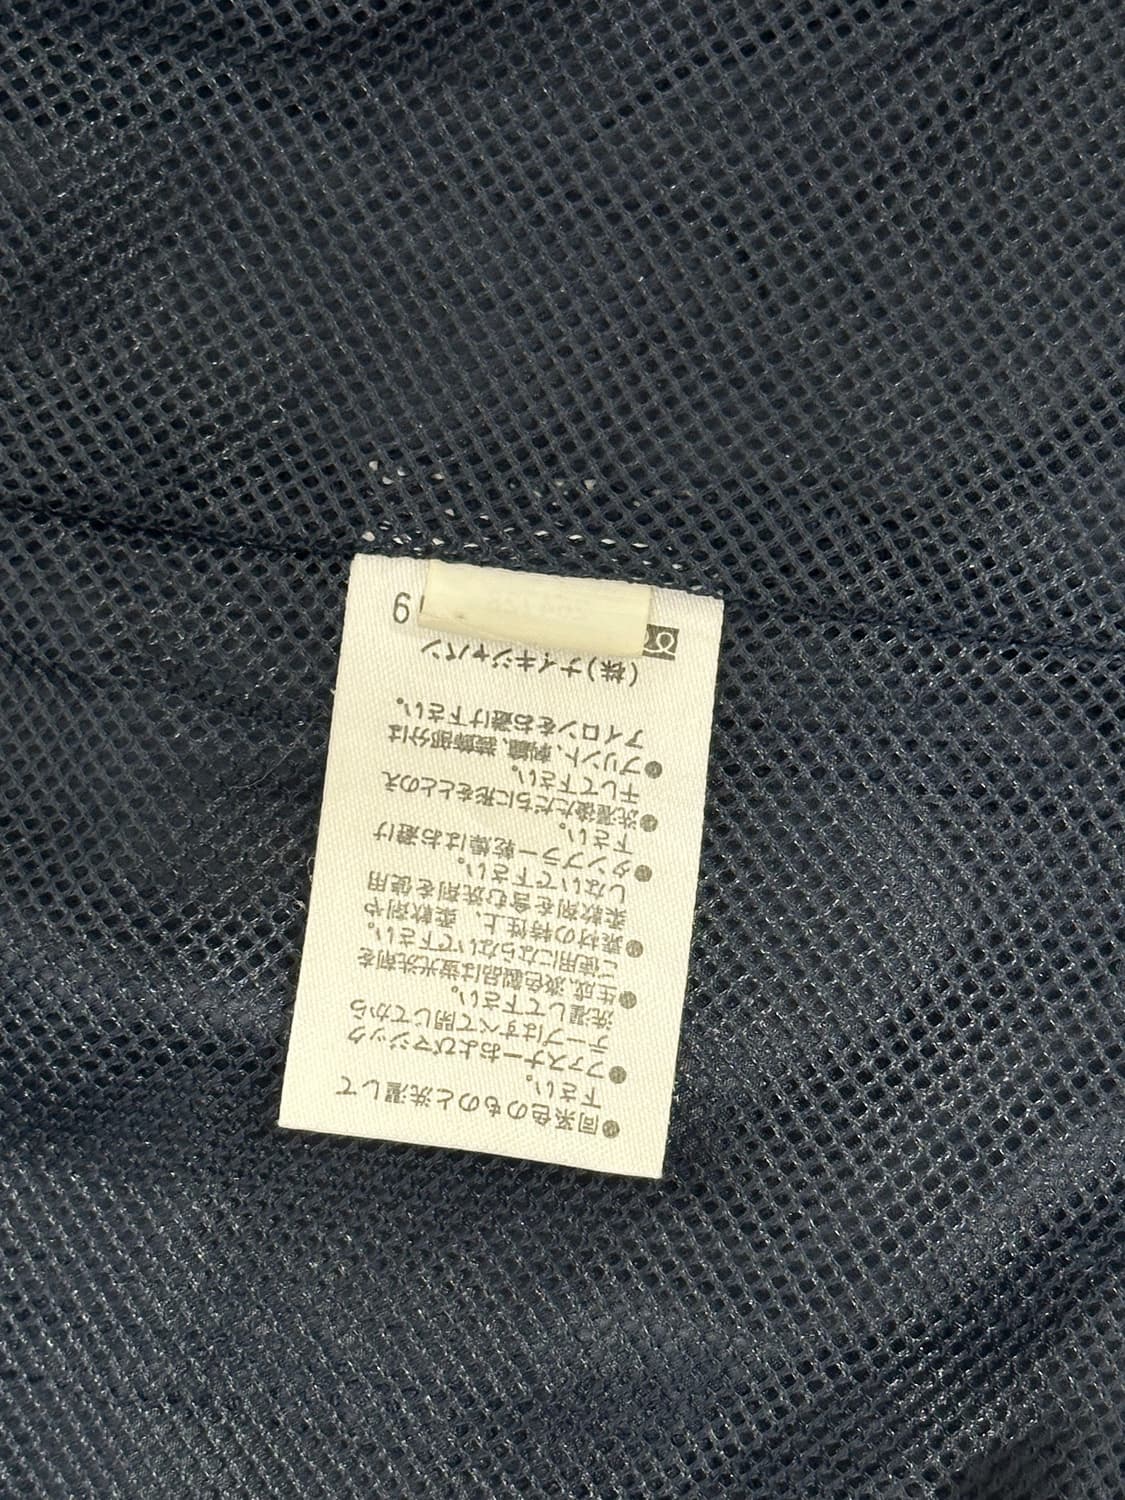 ●同系色のものと洗濯して
下さい。
●ファスナーおよびマジック
テープはすべて閉じてから
洗濯して下さい。
●生成、淡色製品は蛍光洗剤を
ご使用にならないで下さい。
●素材の特性上、柔軟剤や
柔軟剤を含む洗剤を使用
しないで下さい。
●タンブラー乾燥はお避け
下さい。
●洗濯後ただちに形をととのえ
干して下さい。
●プリント、刺繍、装飾部分は
アイロンをお避け下さい。
(株)ナイキジャパン